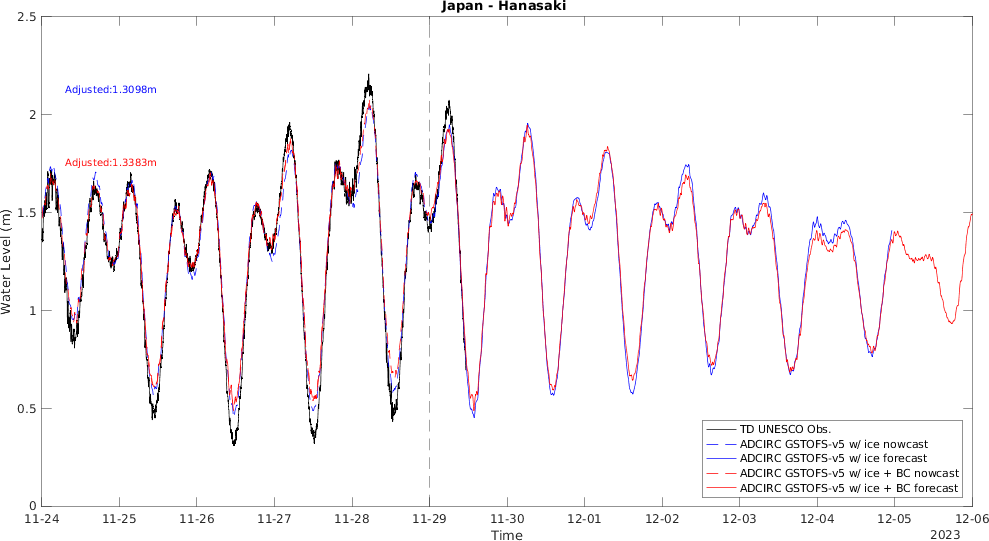 Japan - Hanasaki
2.5
2
1.5
1
0.5
0
Water Level (m)
Adjusted:1.3098m
Adjusted:1.3383m
TD UNESCO Obs.
ADCIRC GSTOFS-v5 w/ ice nowcast
ADCIRC GSTOFS-v5 w/ ice forecast
ADCIRC GSTOFS-v5 w/ ice + BC nowcast
ADCIRC GSTOFS-v5 w/ ice + BC forecast
11-24 11-25 11-26 11-27 11-28 11-29 11-30 12-01 12-02 12-03 12-04 12-05 12-06
Time
2023